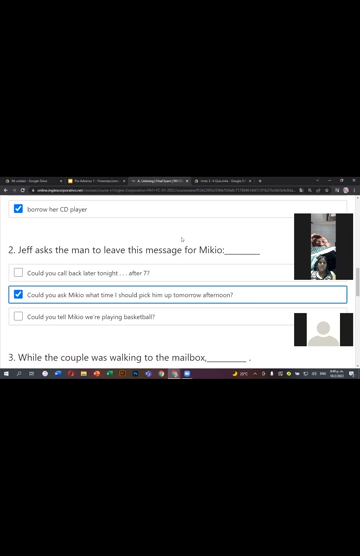 borrow her CD player
2. Jeff asks the man to leave this message for Mikio:________
Could you call back later tonight . . . after 7?
Could you ask Mikio what time I should pick him up tomorrow afternoon?
Could you tell Mikio we're playing basketball?
3. While the couple was walking to the mailbox,________ .